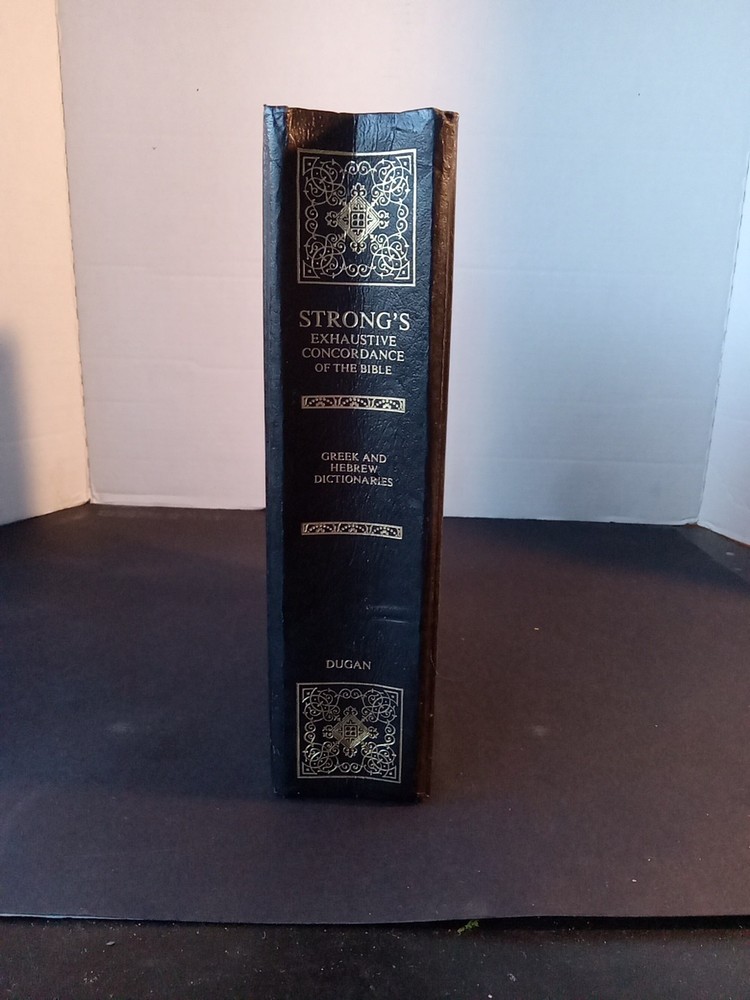 STRONG'S
EXHAUSTIVE
CONCORDANCE
OF THE BIBLE
GREEK AND
HEBREW
DICTIONARIES
DUGAN